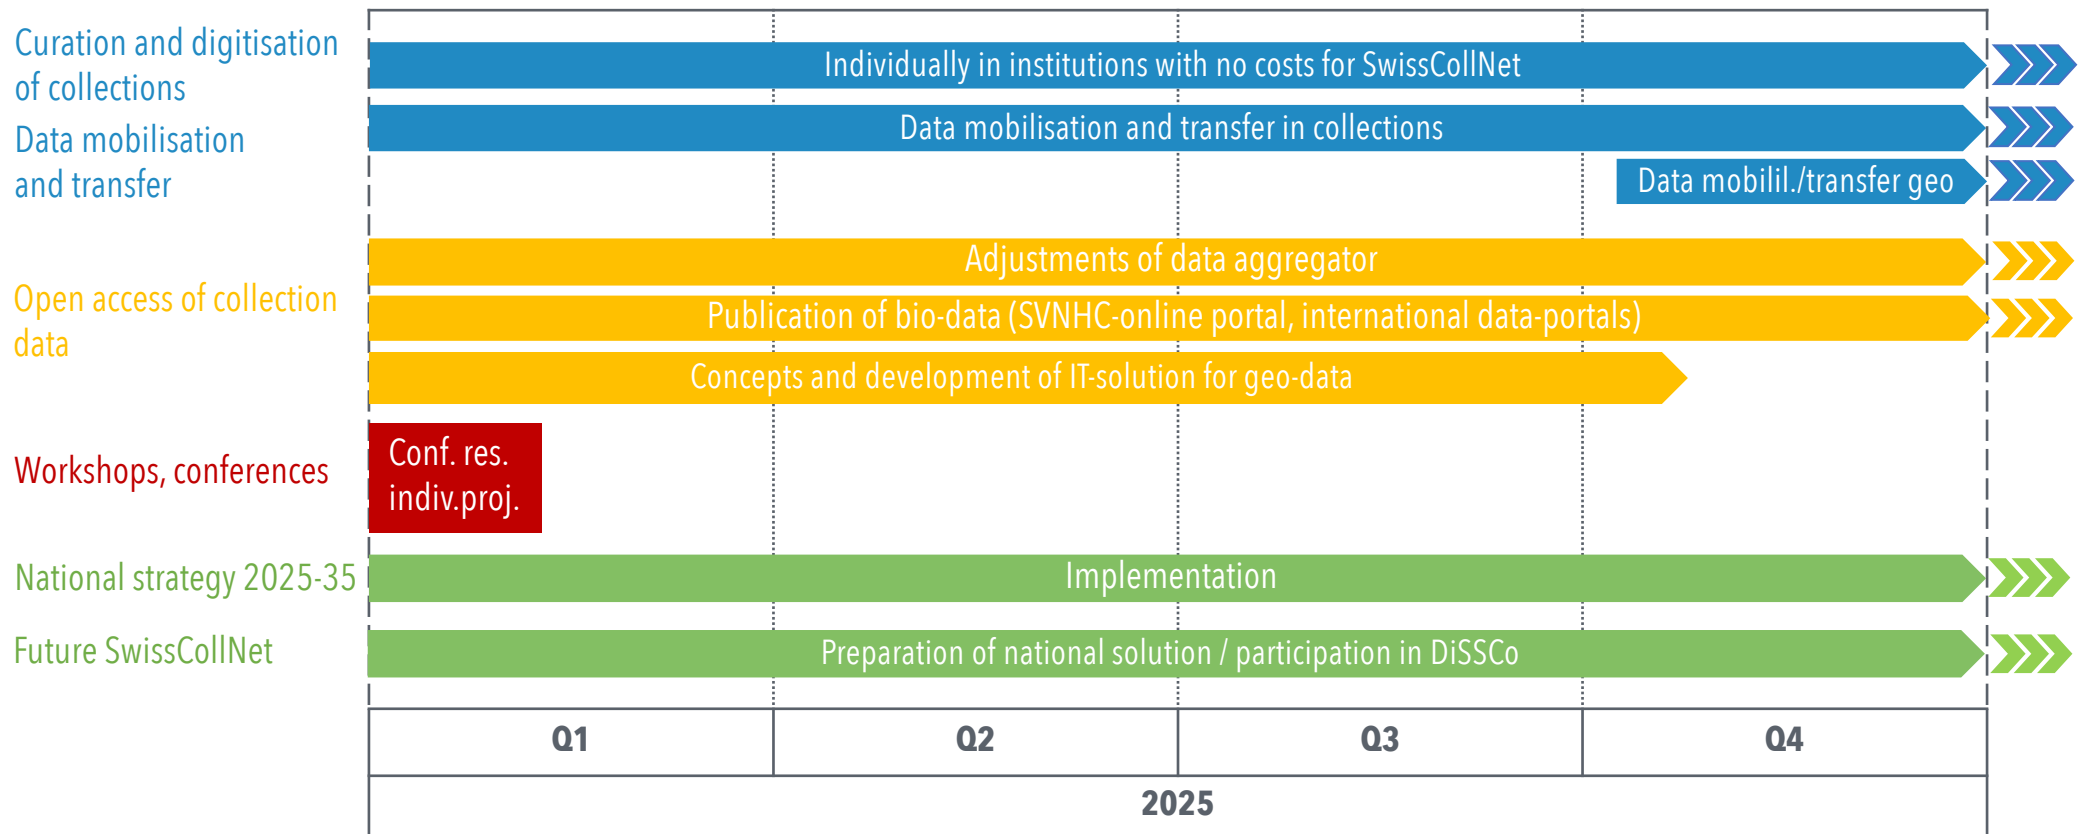 Curation and digitisation
of collections
Individually in institutions with no costs for SwissCollNet
Data mobilisation
and transfer
Data mobilisation and transfer in collections
Data mobilil./transfer geo
Open access of collection
data
Adjustments of data aggregator
Publication of bio-data (SVNHC-online portal, international data-portals)
Concepts and development of IT-solution for geo-data
Workshops, conferences
Conf. res.
indiv.proj.
National strategy 2025-35
Implementation
Future SwissCollNet
Preparation of national solution / participation in DiSSCo
Q1
Q2
Q3
Q4
2025